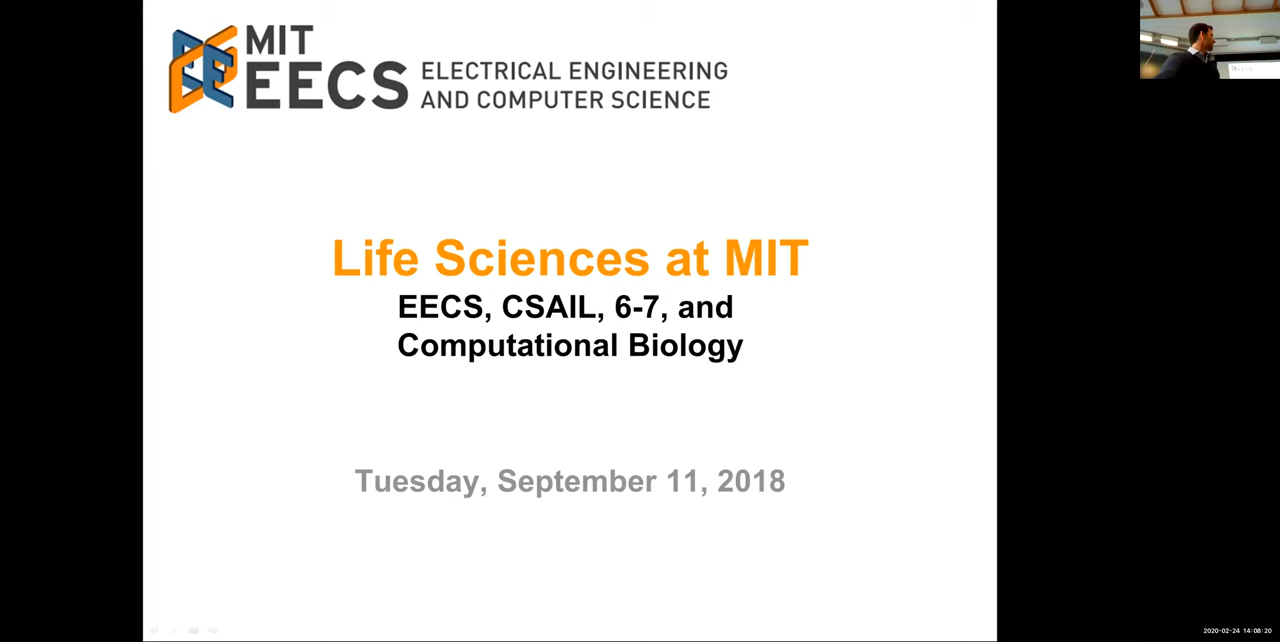 MIT
EECS
ELECTRICAL ENGINEERING
AND COMPUTER SCIENCE
Life Sciences at MIT
EECS, CSAIL, 6-7, and
Computational Biology
Tuesday, September 11, 2018
2020-02-24 14:08:20